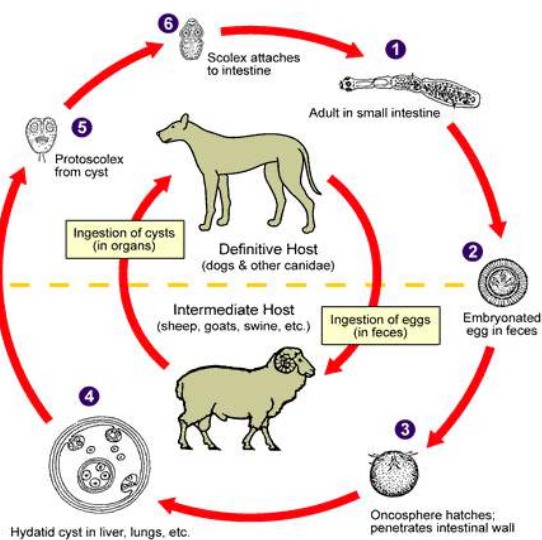 6
Scolex attaches
to intestine
1
Adult in small intestine
5
Protoscolex
from cyst
Ingestion of cysts
(in organs)
Definitive Host
(dogs & other canidae)
2
Embryonated
egg in feces
Intermediate Host
(sheep, goats, swine, etc.)
Ingestion of eggs
(in feces)
4
Hydatid cyst in liver, lungs, etc.
3
Oncosphere hatches;
penetrates intestinal wall